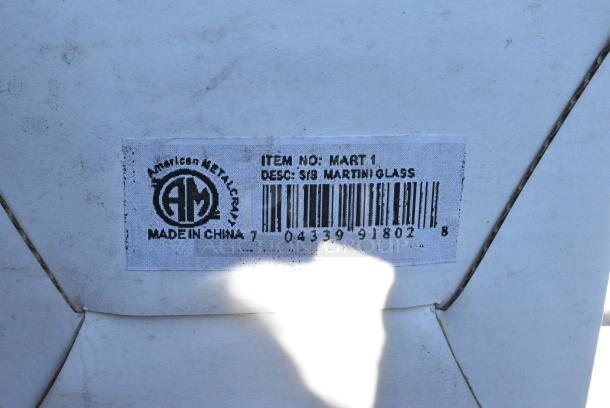 American METALCRAFT
AM
MADE IN CHINA
ITEM NO: MART 1
DESC: S/S MARTINI GLASS
7 04339 91802 8